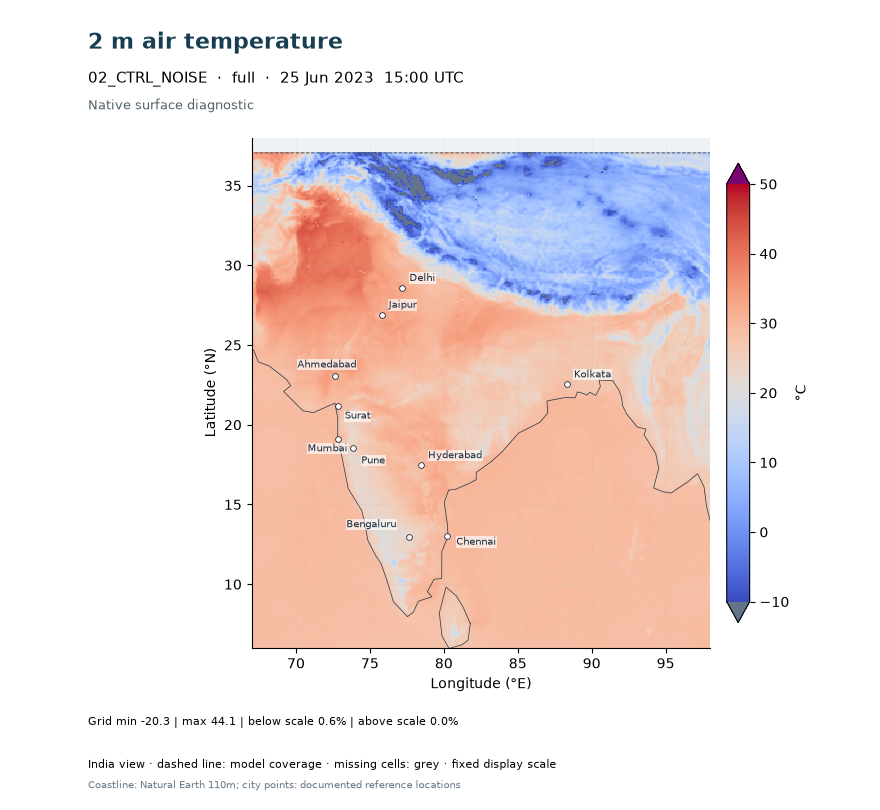 2 m air temperature
02_CTRL_NOISE · full · 25 Jun 2023 15:00 UTC
Native surface diagnostic
35
30
25
20
15
10
Latitude (°N)
Delhi
Jaipur
Ahmedabad
Surat
Mumbai
Pune
Hyderabad
Kolkata
Bengaluru
Chennai
70
75
80
85
90
95
Longitude (°E)
50
40
30
20
10
0
−10
°C
Grid min -20.3 | max 44.1 | below scale 0.6% | above scale 0.0%
India view · dashed line: model coverage · missing cells: grey · fixed display scale
Coastline: Natural Earth 110m; city points: documented reference locations